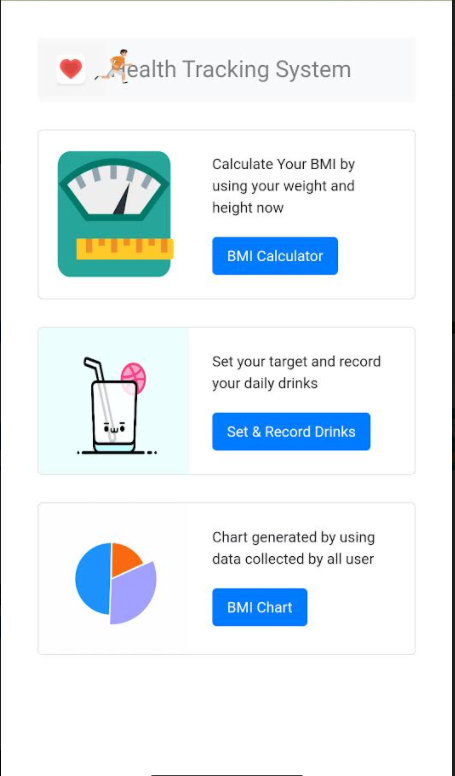 Health Tracking System
Calculate Your BMI by
using your weight and
height now
BMI Calculator
Set your target and record
your daily drinks
Set & Record Drinks
Chart generated by using
data collected by all user
BMI Chart